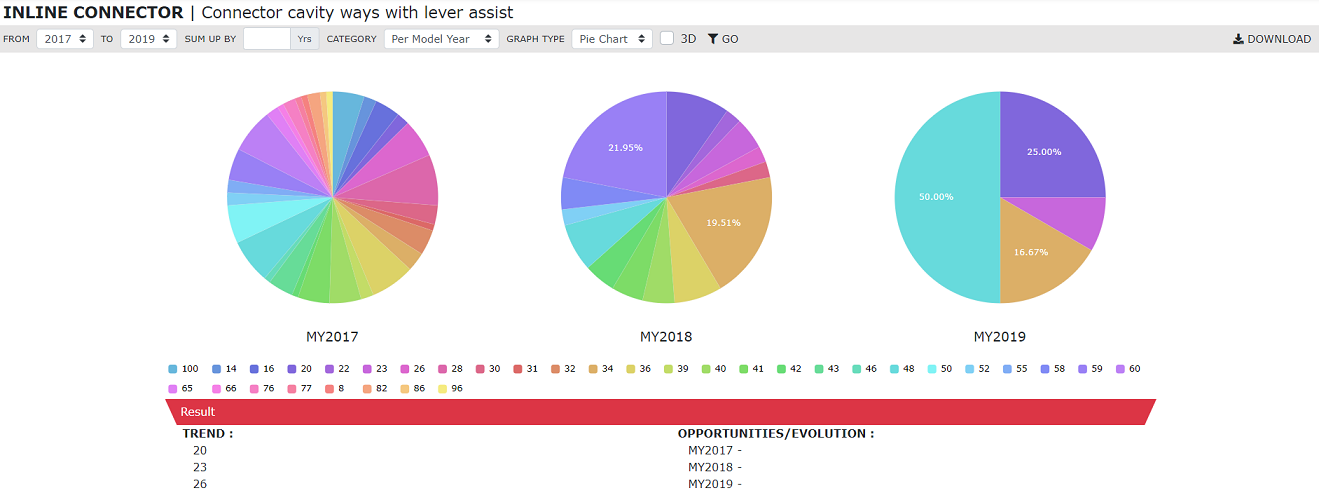 INLINE CONNECTOR | Connector cavity ways with lever assist
FROM 2017 TO 2019 SUM UP BY Yrs CATEGORY Per Model Year GRAPH TYPE Pie Chart 3D GO DOWNLOAD
21.95%
19.51%
25.00%
50.00%
16.67%
MY2017 MY2018 MY2019
100 14 16 20 22 23 26 28 30 31 32 34 36 39 40 41 42 43 46 48 50 52 55 58 59 60
65 66 76 77 8 82 86 96
Result
TREND : OPPORTUNITIES/EVOLUTION :
20 MY2017 -
23 MY2018 -
26 MY2019 -